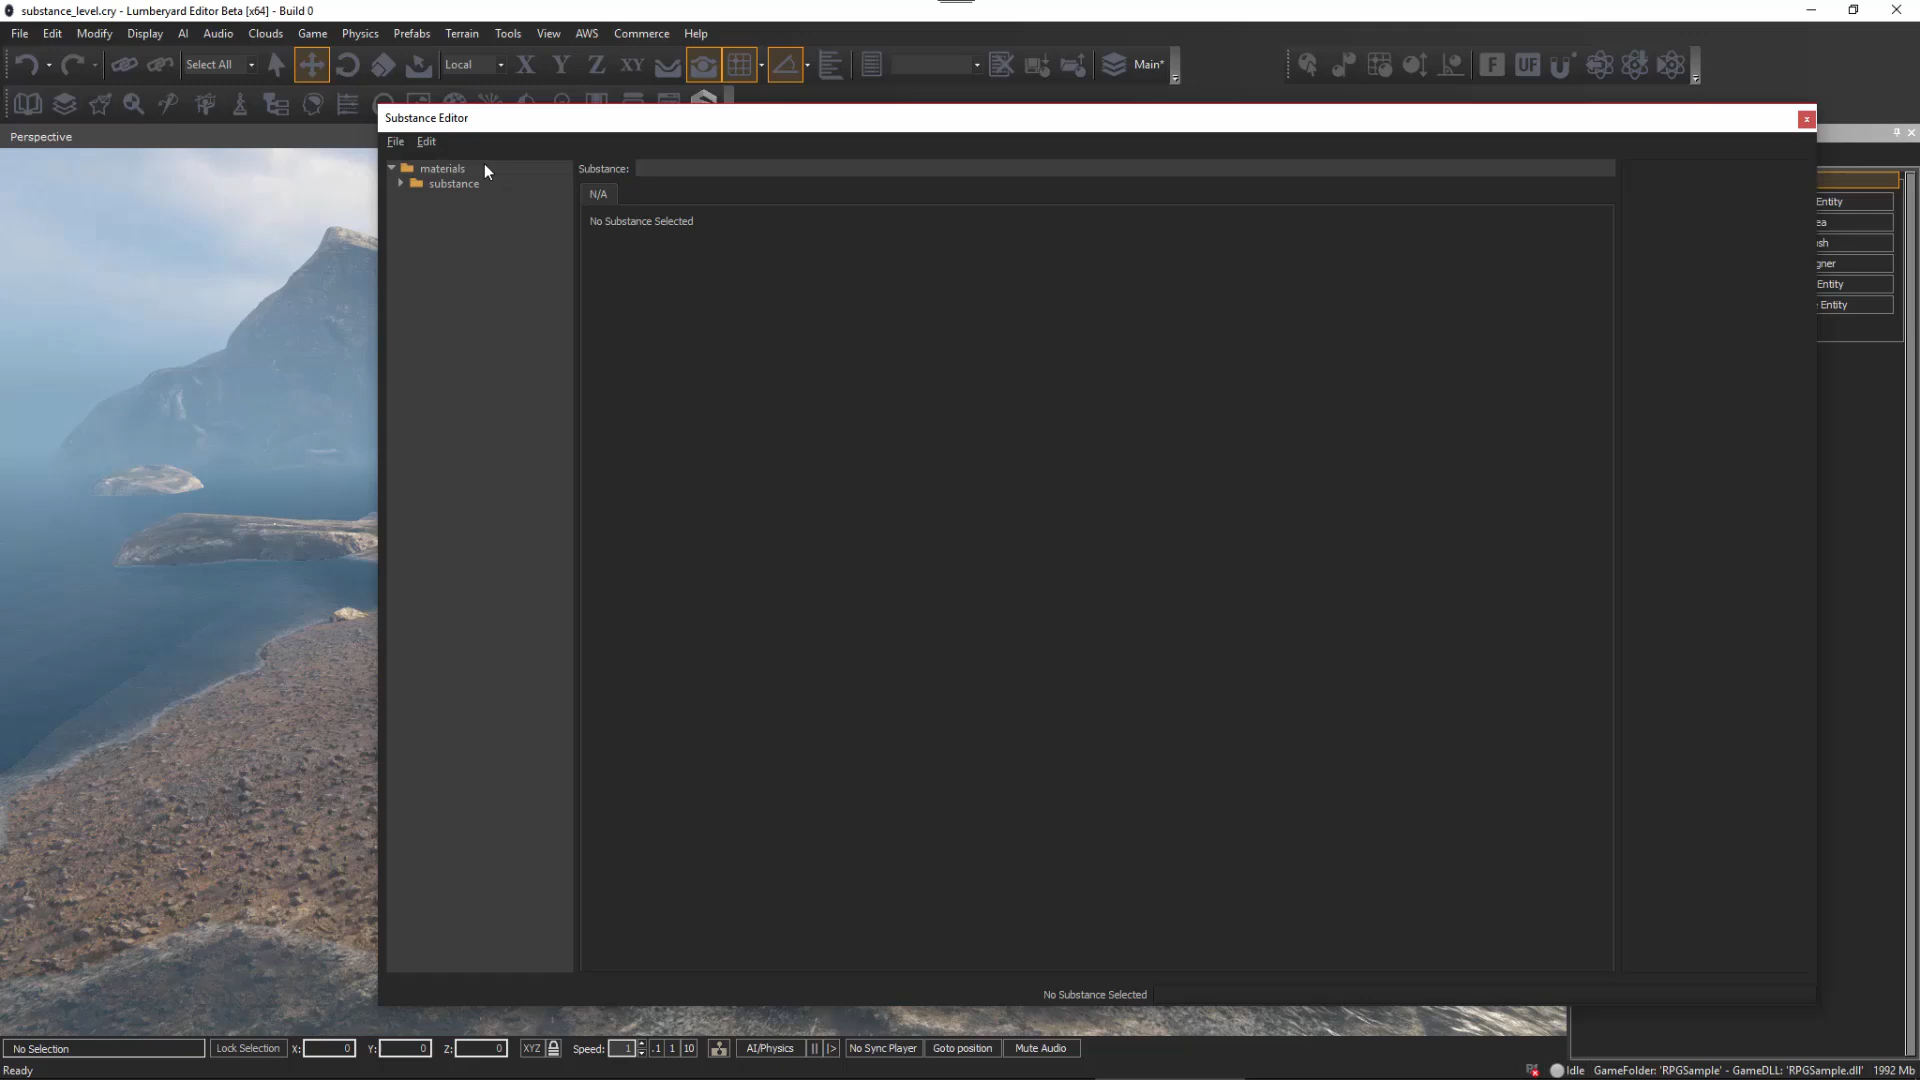 substance_level.cry - Lumberyard Editor Beta [x64] - Build 0
File Edit Modify Display AI Audio Clouds Game Physics Prefabs Terrain Tools View AWS Commerce Help
Select All
Local
X Y Z XY
Main*
F UF
Perspective
Substance Editor
x
File Edit
materials
substance
Substance:
N/A
No Substance Selected
Entity
ea
sh
gner
Entity
Entity
No Substance Selected
No Selection
Lock Selection
X: 0
Y: 0
Z: 0
XYZ
Speed: 1
.1 1 10
AI/Physics
No Sync Player
Goto position
Mute Audio
Ready
Idle GameFolder: 'RPGSample' - GameDLL: 'RPGSample.dll' 1992 Mb